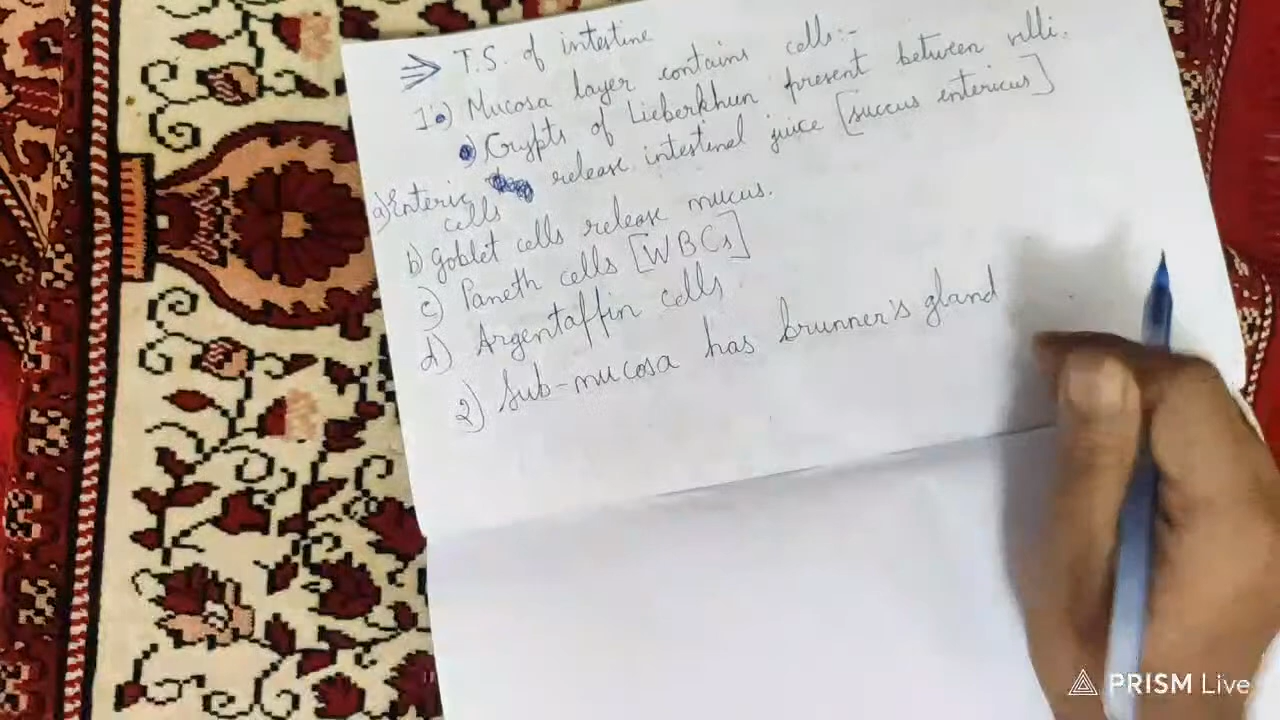 T.S. of intestine
1.) Mucosa layer contains cells:-
Crypts of Lieberkhun present between villi.
a) Enteric cells release intestinal juice [succus entericus]
b) goblet cells release mucus.
c) Paneth cells [WBCs]
d) Argentaffin cells
2) Sub-mucosa has brunner's gland
PRISM Live